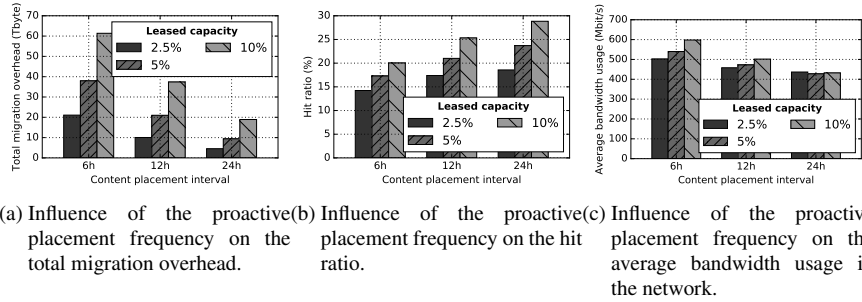 Total migration overhead (Tbyte)
70
60
50
40
30
20
10
0
Leased capacity
2.5%
5%
10%
6h
12h
24h
Content placement interval
(a) Influence of the proactive placement frequency on the total migration overhead.
Hit ratio (%)
30
25
20
15
10
5
0
Leased capacity
2.5%
5%
10%
6h
12h
24h
Content placement interval
(b) Influence of the proactive placement frequency on the hit ratio.
Average bandwidth usage (Mbit/s)
700
600
500
400
300
200
100
0
Leased capacity
2.5%
5%
10%
6h
12h
24h
Content placement interval
(c) Influence of the proactiv
placement frequency on th
average bandwidth usage i
the network.